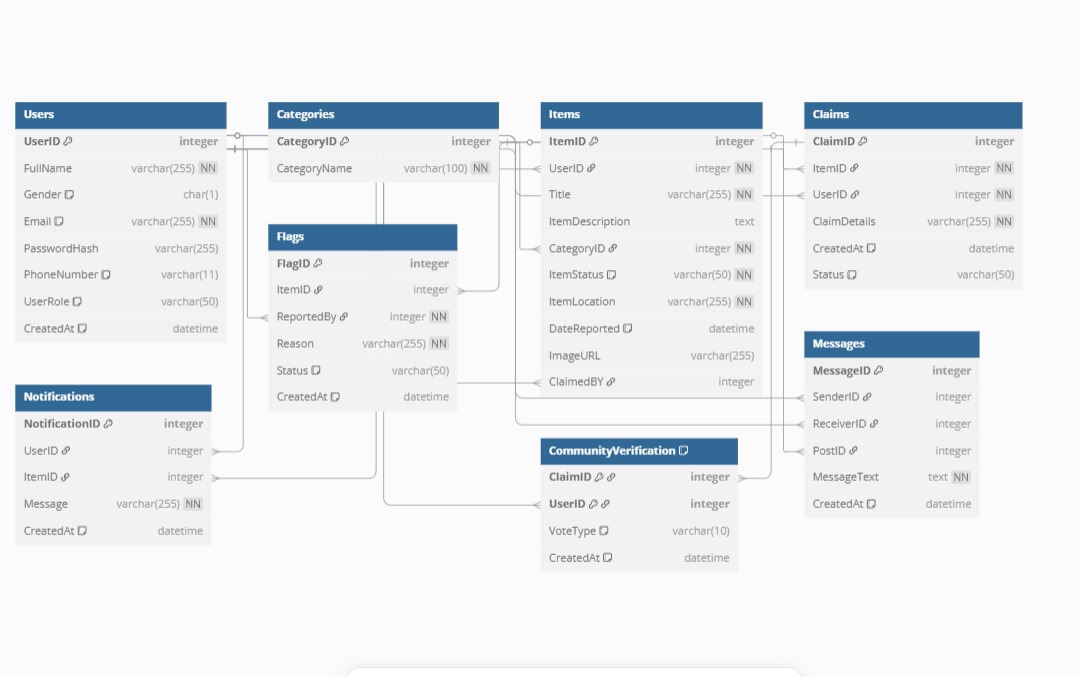 Users
UserID integer
FullName varchar(255) NN
Gender char(1)
Email varchar(255) NN
PasswordHash varchar(255)
PhoneNumber varchar(11)
UserRole varchar(50)
CreatedAt datetime
Categories
CategoryID integer
CategoryName varchar(100) NN
Items
ItemID integer
UserID integer NN
Title varchar(255) NN
ItemDescription text
CategoryID integer NN
ItemStatus varchar(50) NN
ItemLocation varchar(255) NN
DateReported datetime
ImageURL varchar(255)
ClaimedBY integer
Claims
ClaimID integer
ItemID integer NN
UserID integer NN
ClaimDetails varchar(255) NN
CreatedAt datetime
Status varchar(50)
Flags
FlagID integer
ItemID integer
ReportedBy integer NN
Reason varchar(255) NN
Status varchar(50)
CreatedAt datetime
Messages
MessageID integer
SenderID integer
ReceiverID integer
PostID integer
MessageText text NN
CreatedAt datetime
Notifications
NotificationID integer
UserID integer
ItemID integer
Message varchar(255) NN
CreatedAt datetime
CommunityVerification
ClaimID integer
UserID integer
VoteType varchar(10)
CreatedAt datetime